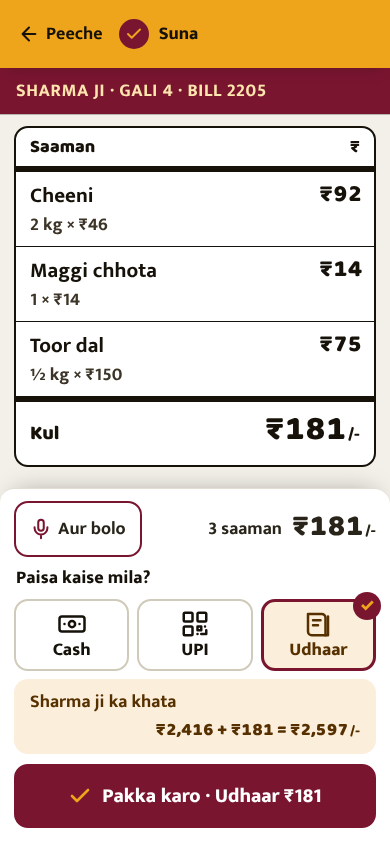 Peeche Suna
SHARMA JI · GALI 4 · BILL 2205
Saaman ₹
Cheeni ₹92
2 kg × ₹46
Maggi chhota ₹14
1 × ₹14
Toor dal ₹75
½ kg × ₹150
Kul ₹181/-
Aur bolo 3 saaman ₹181/-
Paisa kaise mila?
Cash UPI Udhaar
Sharma ji ka khata
₹2,416 + ₹181 = ₹2,597/-
Pakka karo · Udhaar ₹181